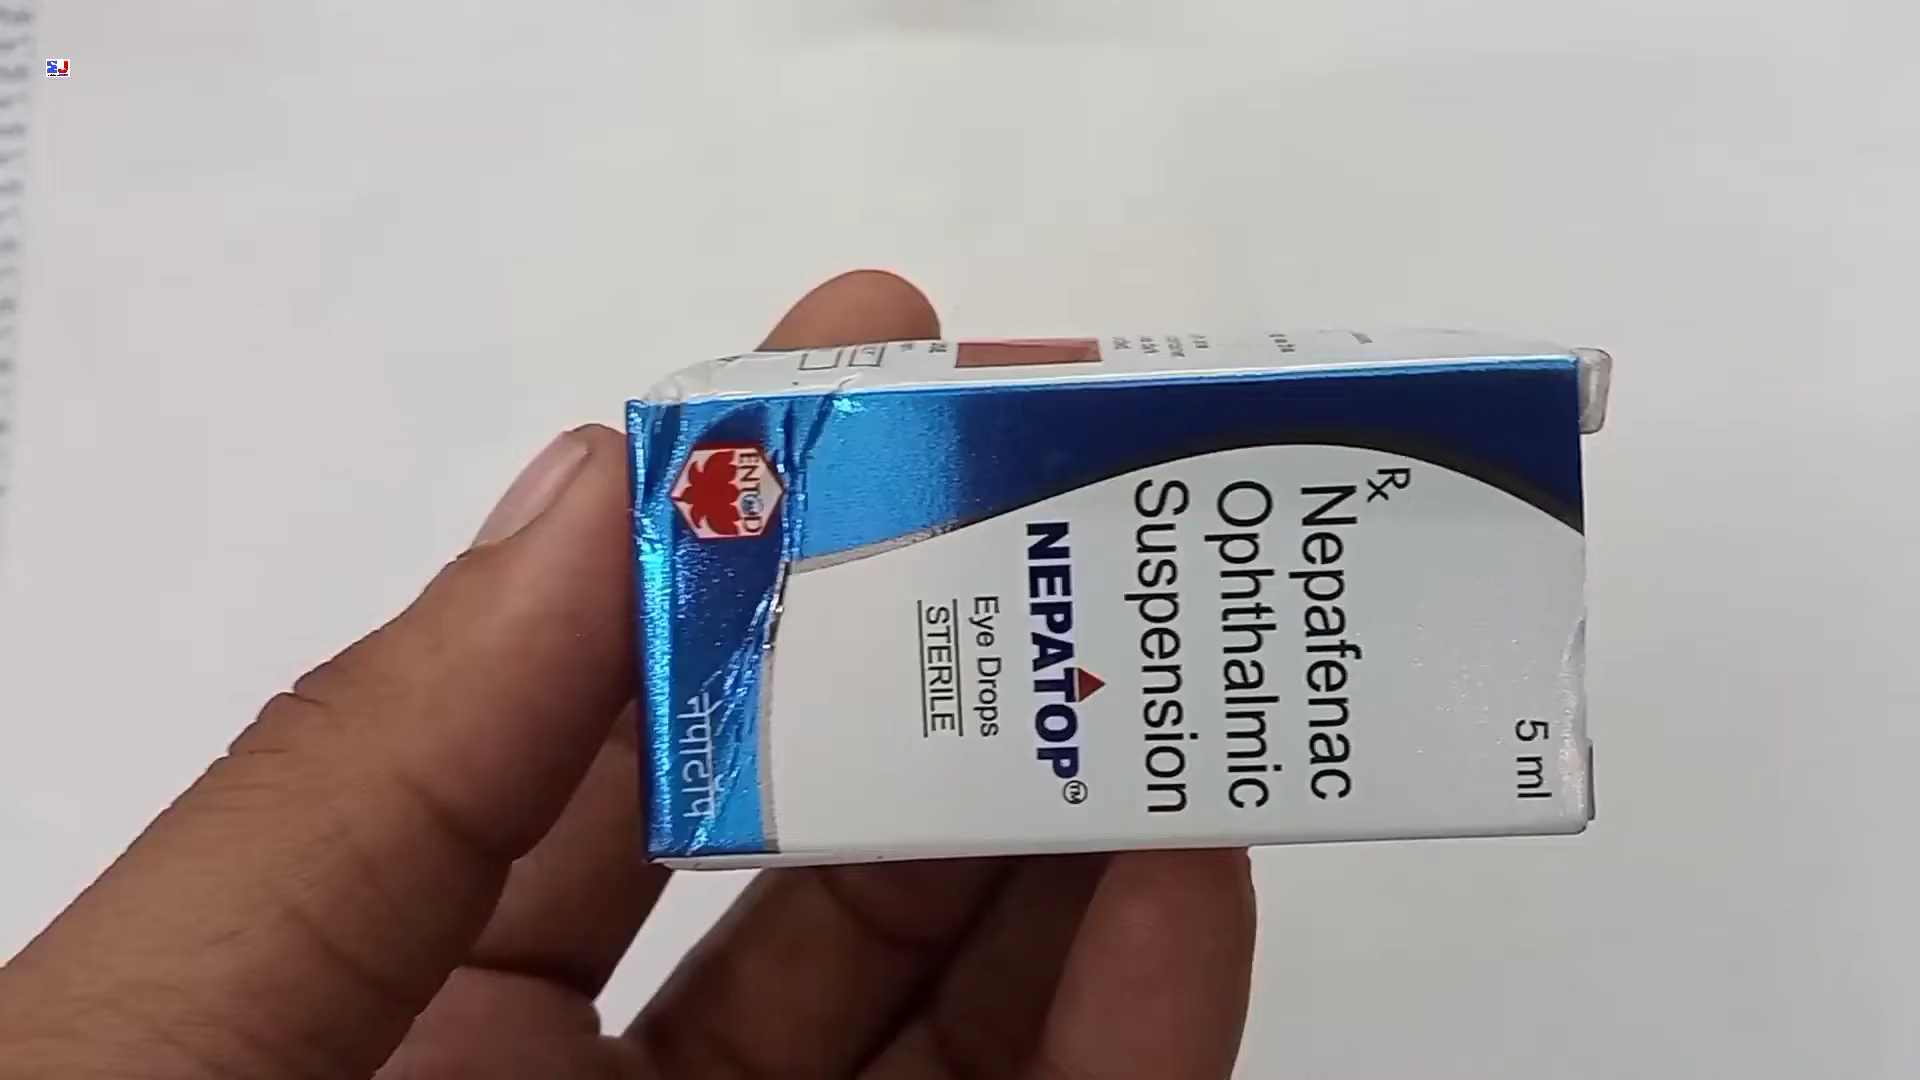 5 ml
Rx
Nepafenac
Ophthalmic
Suspension
NEPATOP™
Eye Drops
STERILE
ENTOD
नेपाटोप